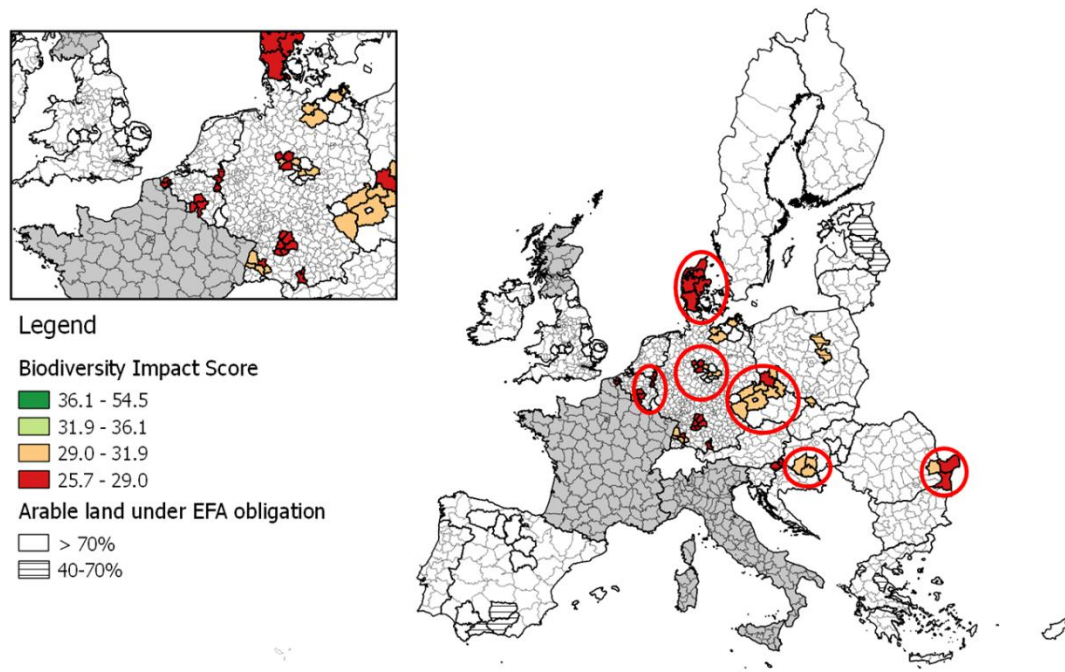 Legend
Biodiversity Impact Score
36.1 - 54.5
31.9 - 36.1
29.0 - 31.9
25.7 - 29.0
Arable land under EFA obligation
> 70%
40-70%